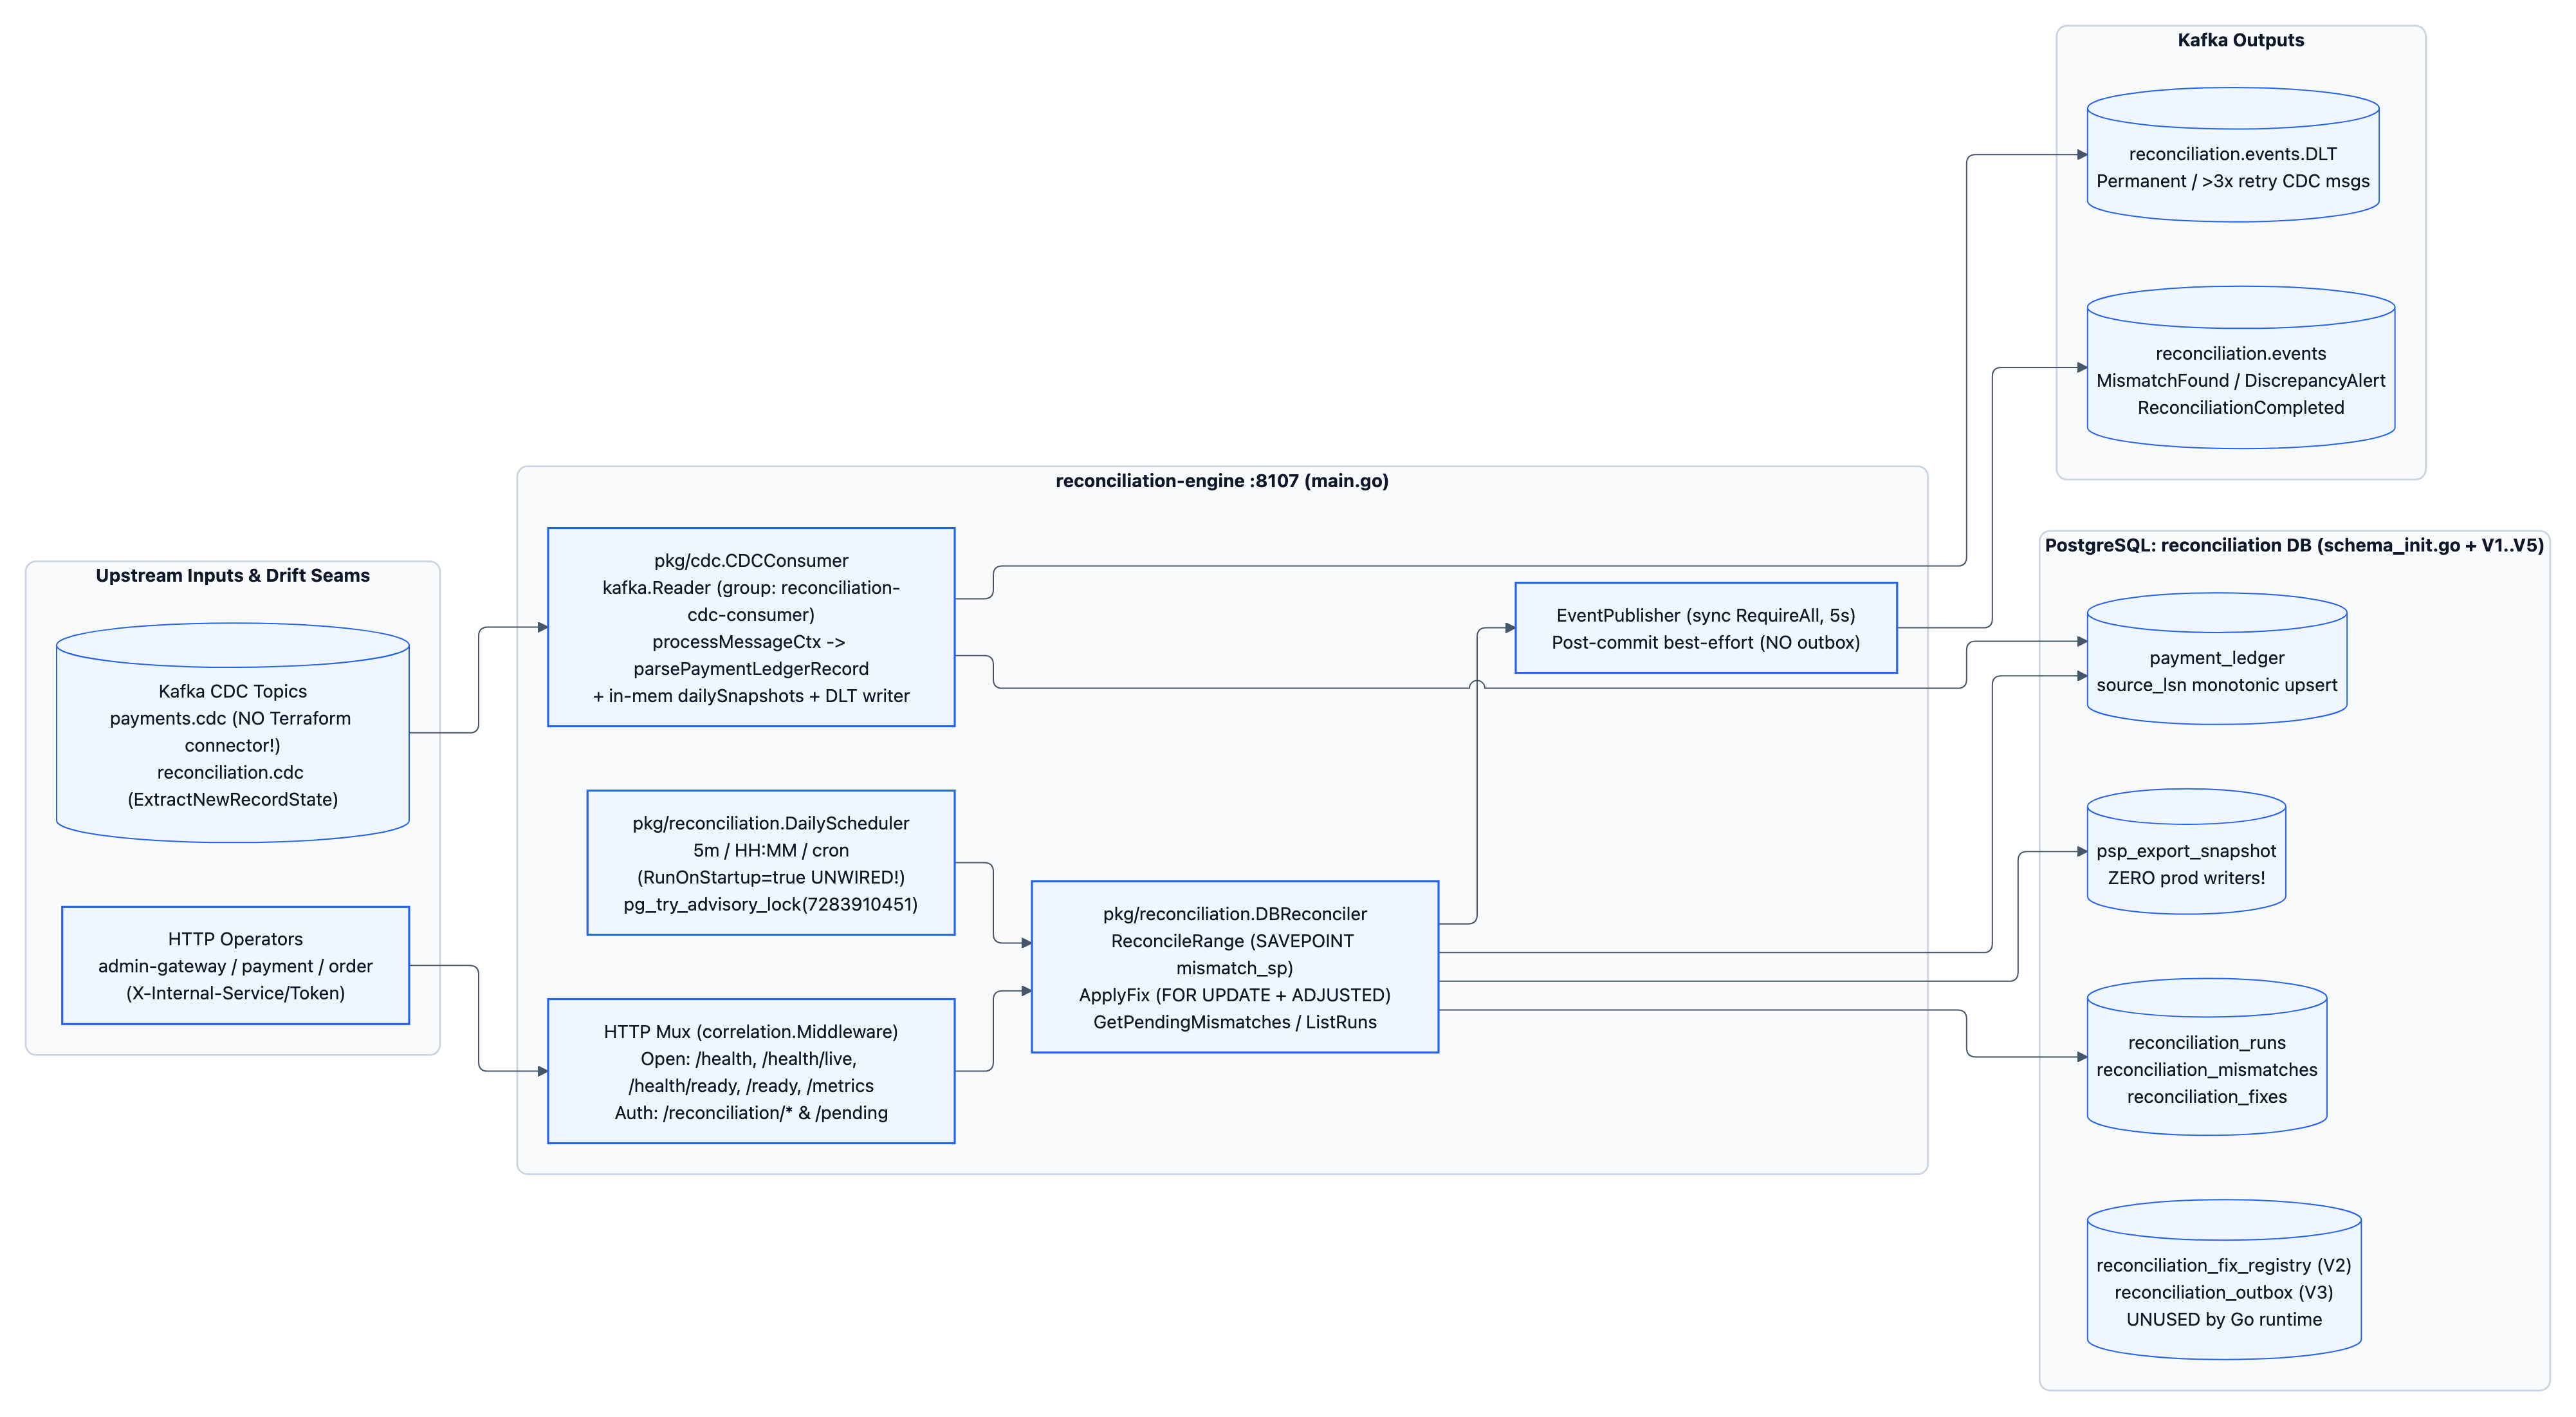 Upstream Inputs & Drift Seams
Kafka CDC Topics
payments.cdc (NO Terraform
connector!)
reconciliation.cdc
(ExtractNewRecordState)
HTTP Operators
admin-gateway / payment / order
(X-Internal-Service/Token)
reconciliation-engine :8107 (main.go)
pkg/cdc.CDCConsumer
kafka.Reader (group: reconciliation-
cdc-consumer)
processMessageCtx ->
parsePaymentLedgerRecord
+ in-mem dailySnapshots + DLT writer
pkg/reconciliation.DailyScheduler
5m / HH:MM / cron
(RunOnStartup=true UNWIRED!)
pg_try_advisory_lock(7283910451)
HTTP Mux (correlation.Middleware)
Open: /health, /health/live,
/health/ready, /ready, /metrics
Auth: /reconciliation/* & /pending
pkg/reconciliation.DBReconciler
ReconcileRange (SAVEPOINT
mismatch_sp)
ApplyFix (FOR UPDATE + ADJUSTED)
GetPendingMismatches / ListRuns
EventPublisher (sync RequireAll, 5s)
Post-commit best-effort (NO outbox)
Kafka Outputs
reconciliation.events.DLT
Permanent / >3x retry CDC msgs
reconciliation.events
MismatchFound / DiscrepancyAlert
ReconciliationCompleted
PostgreSQL: reconciliation DB (schema_init.go + V1..V5)
payment_ledger
source_lsn monotonic upsert
psp_export_snapshot
ZERO prod writers!
reconciliation_runs
reconciliation_mismatches
reconciliation_fixes
reconciliation_fix_registry (V2)
reconciliation_outbox (V3)
UNUSED by Go runtime